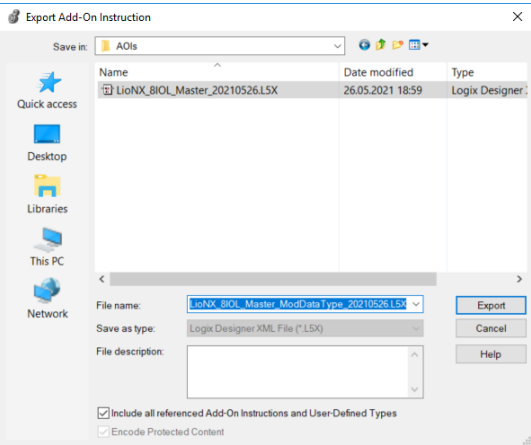 Export Add-On Instruction
Save in: AOIs
Name Date modified Type
LioNX_8IOL_Master_20210526.L5X 26.05.2021 18:59 Logix Designer
Quick access
Desktop
Libraries
This PC
Network
File name: LioNX_8IOL_Master_ModDataType_20210526.L5X Export
Save as type: Logix Designer XML File (*.L5X) Cancel
File description: Help
Include all referenced Add-On Instructions and User-Defined Types
Encode Protected Content